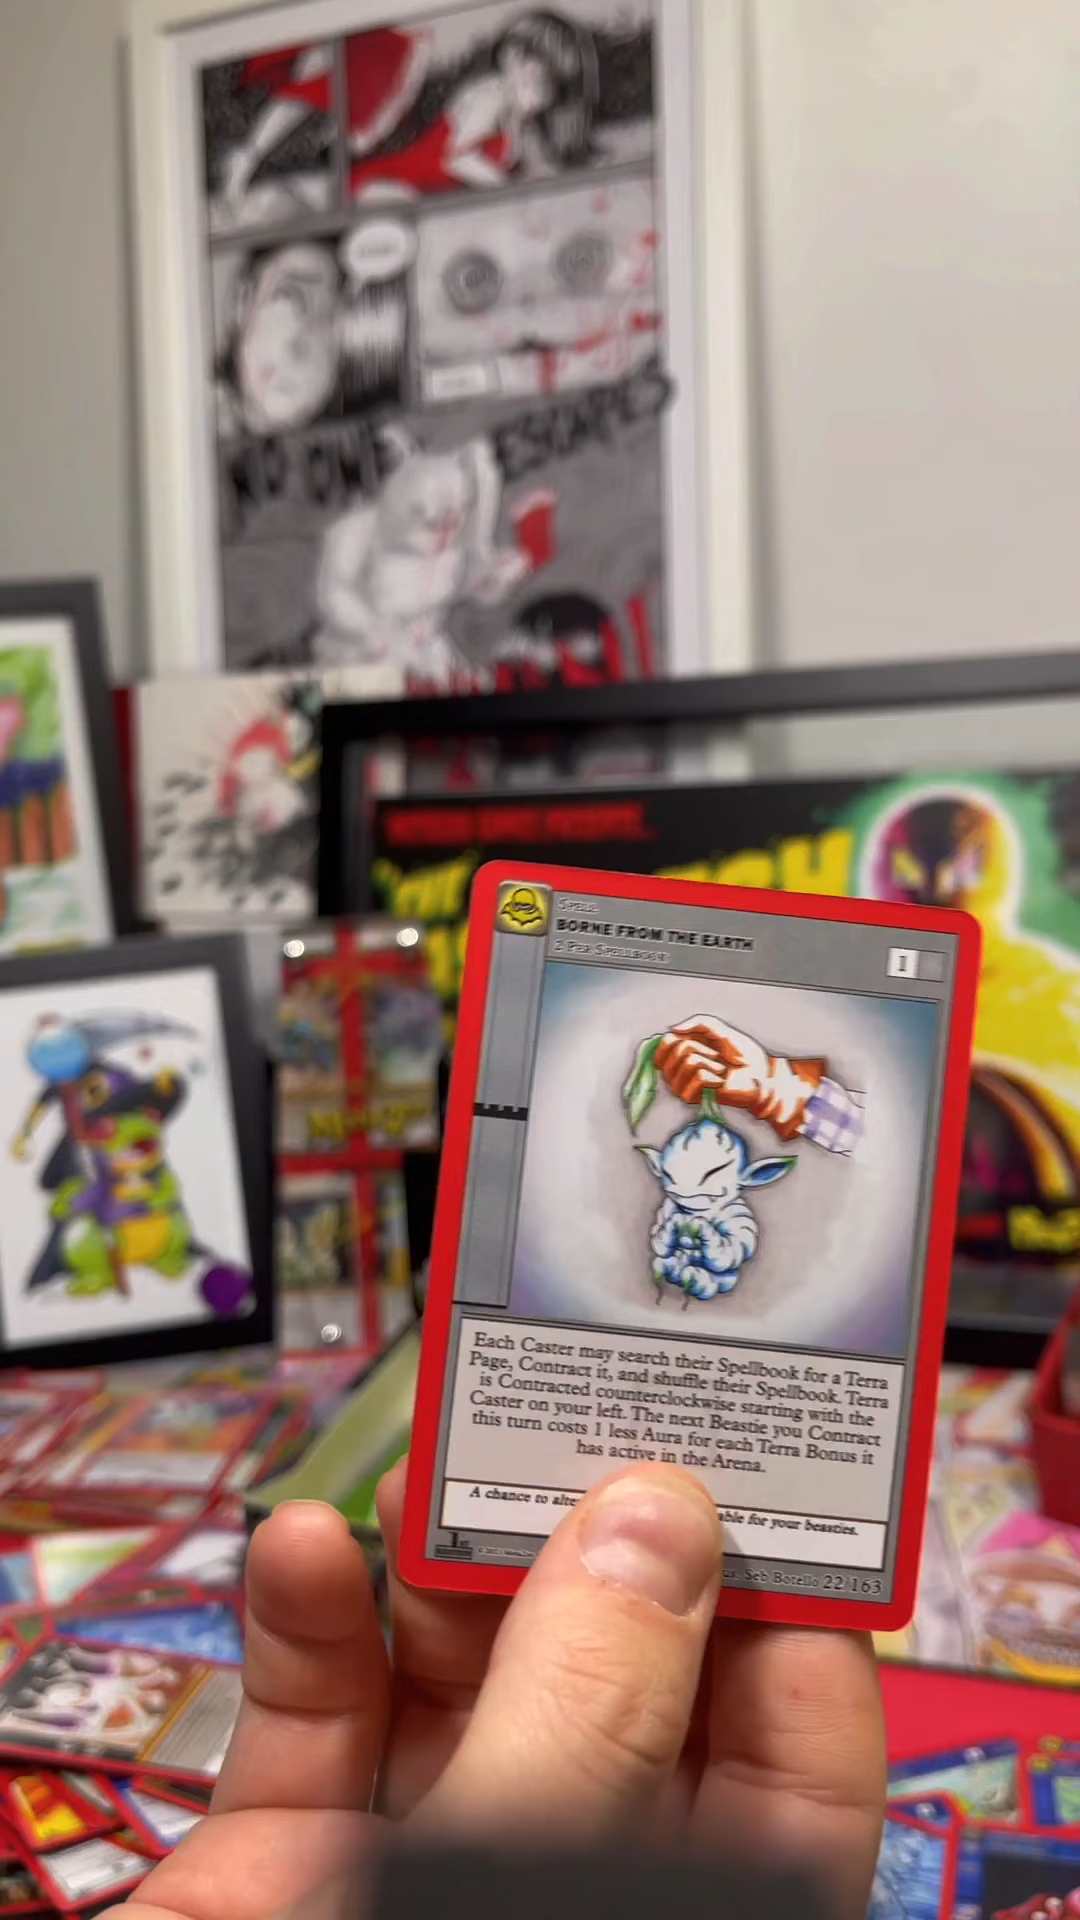 NO ONE ESCAPES
SPELL
BORNE FROM THE EARTH
2 PER SPELLBOOK
1
Each Caster may search their Spellbook for a Terra
Page, Contract it, and shuffle their Spellbook. Terra
is Contracted counterclockwise starting with the
Caster on your left. The next Beastie you Contract
this turn costs 1 less Aura for each Terra Bonus it
has active in the Arena.
A chance to
for your beasties.
1st
Seb Botello 22/163